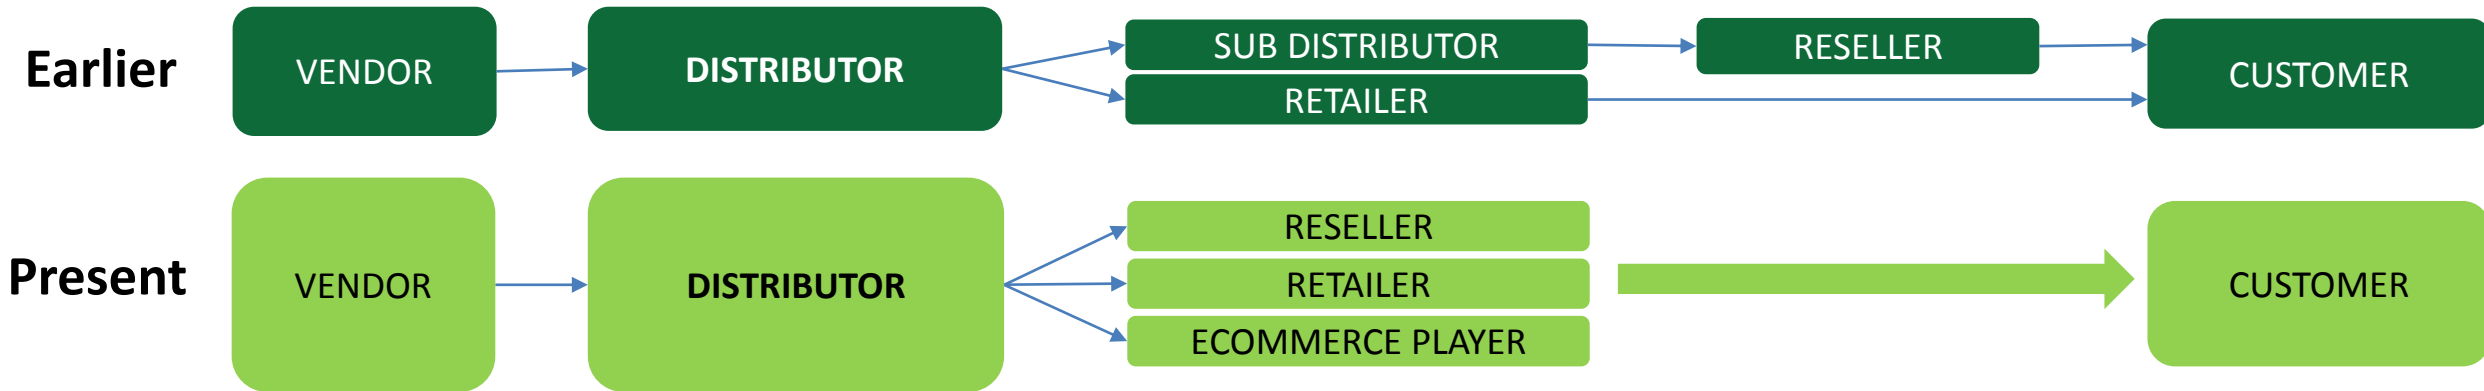 Earlier
VENDOR
DISTRIBUTOR
SUB DISTRIBUTOR
RETAILER
RESELLER
CUSTOMER
Present
VENDOR
DISTRIBUTOR
RESELLER
RETAILER
ECOMMERCE PLAYER
CUSTOMER